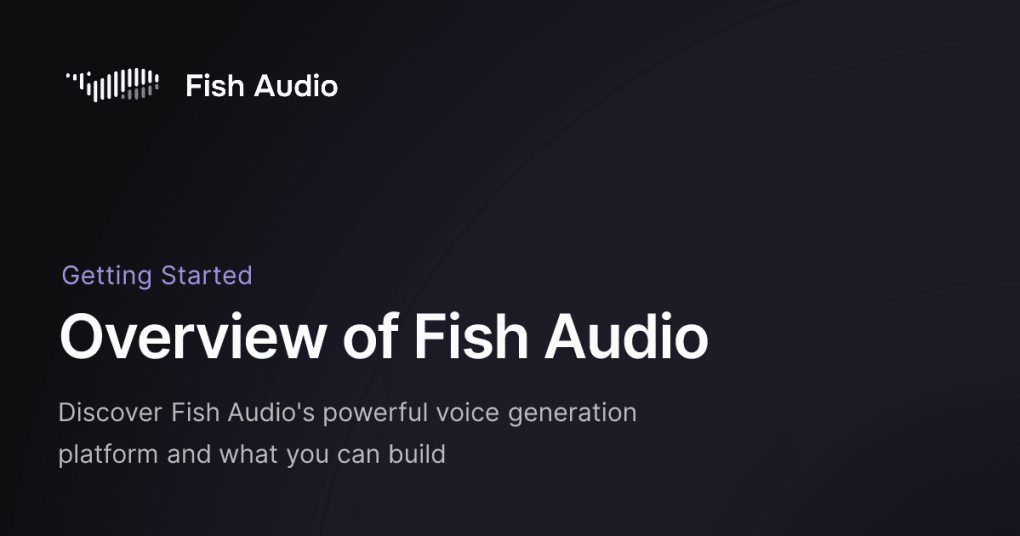 Fish Audio
Getting Started
Overview of Fish Audio
Discover Fish Audio's powerful voice generation
platform and what you can build